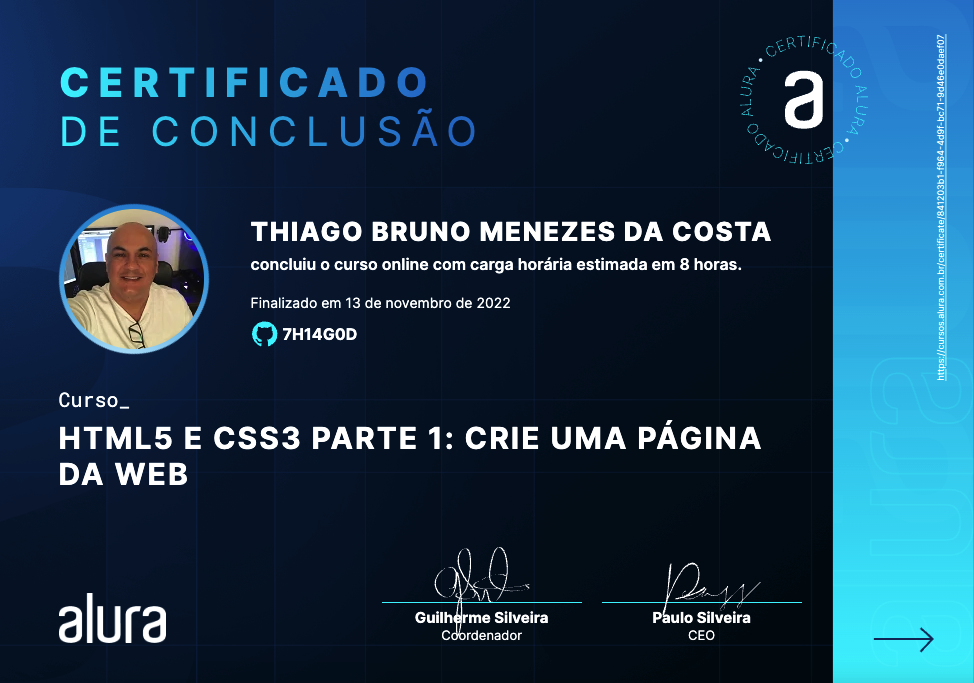 CERTIFICADO
DE CONCLUSÃO
CERTIFICADO ALURA • CERTIFICADO ALURA •
a
THIAGO BRUNO MENEZES DA COSTA
concluiu o curso online com carga horária estimada em 8 horas.
Finalizado em 13 de novembro de 2022
7H14G0D
Curso_
HTML5 E CSS3 PARTE 1: CRIE UMA PÁGINA
DA WEB
alura
Guilherme Silveira
Coordenador
Paulo Silveira
CEO
https://cursos.alura.com.br/certificate/841203b1-f964-4d9f-bc71-9d46e0daef07
alura